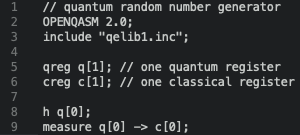 1 // quantum random number generator
2 OPENQASM 2.0;
3 include "qelib1.inc";
4
5 qreg q[1]; // one quantum register
6 creg c[1]; // one classical register
7
8 h q[0];
9 measure q[0] -> c[0];